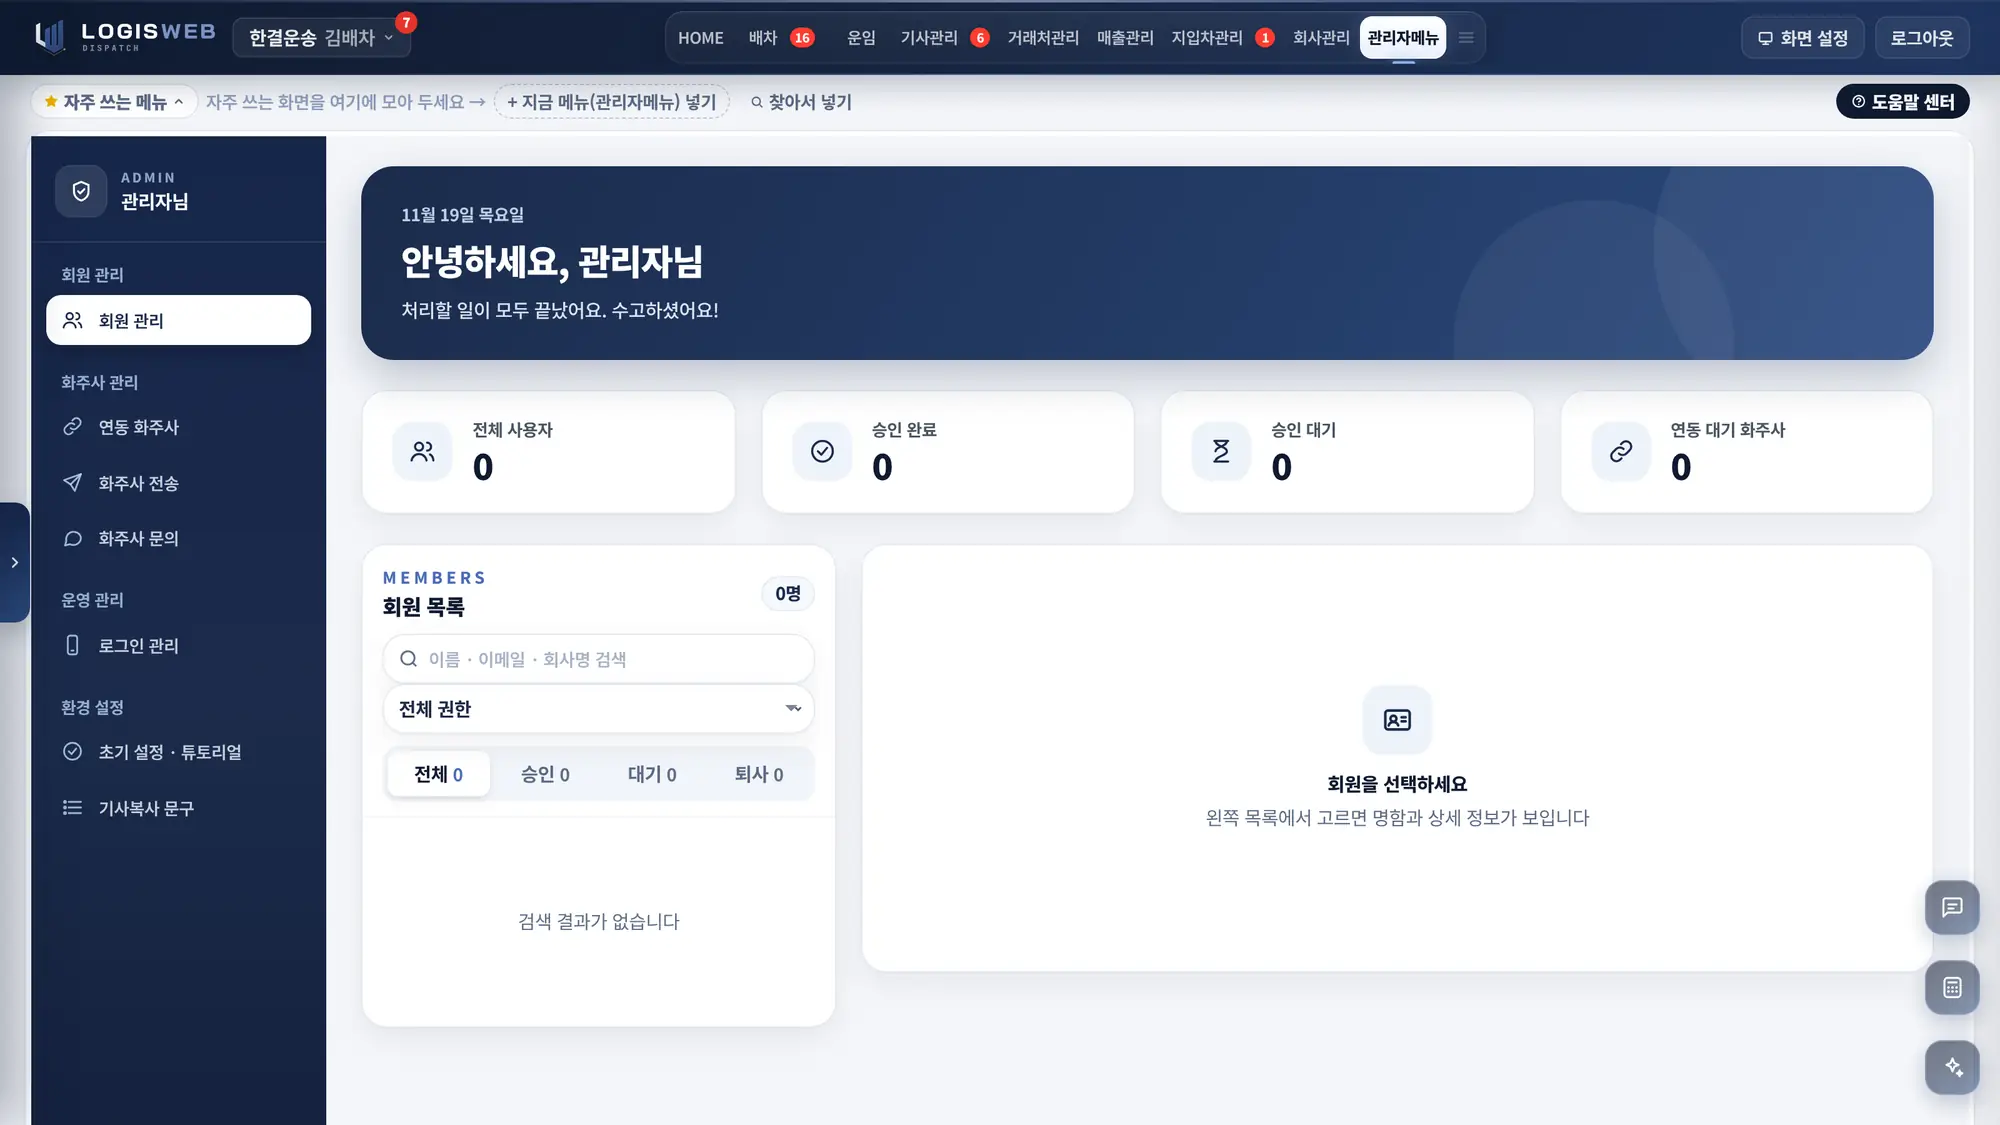 LOGISWEB
DISPATCH
한결운송 김배차
7
HOME
배차 16
운임
기사관리 6
거래처관리
매출관리
지입차관리 1
회사관리
관리자메뉴
화면 설정
로그아웃
자주 쓰는 메뉴
자주 쓰는 화면을 여기에 모아 두세요 →
+ 지금 메뉴(관리자메뉴) 넣기
찾아서 넣기
도움말 센터
ADMIN
관리자님
회원 관리
회원 관리
화주사 관리
연동 화주사
화주사 전송
화주사 문의
운영 관리
로그인 관리
환경 설정
초기 설정 · 튜토리얼
기사복사 문구
11월 19일 목요일
안녕하세요, 관리자님
처리할 일이 모두 끝났어요. 수고하셨어요!
전체 사용자
0
승인 완료
0
승인 대기
0
연동 대기 화주사
0
MEMBERS
회원 목록
0명
이름 · 이메일 · 회사명 검색
전체 권한
전체 0
승인 0
대기 0
퇴사 0
검색 결과가 없습니다
회원을 선택하세요
왼쪽 목록에서 고르면 명함과 상세 정보가 보입니다